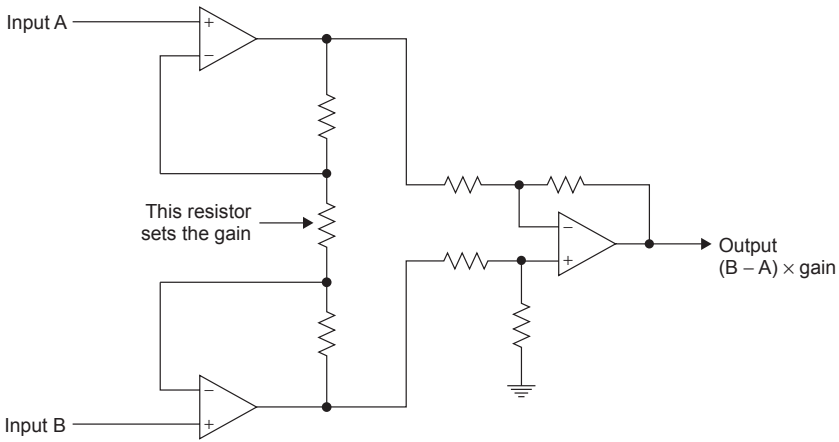 Input A
+
−
This resistor
sets the gain
−
+
Output
(B – A) × gain
−
+
Input B